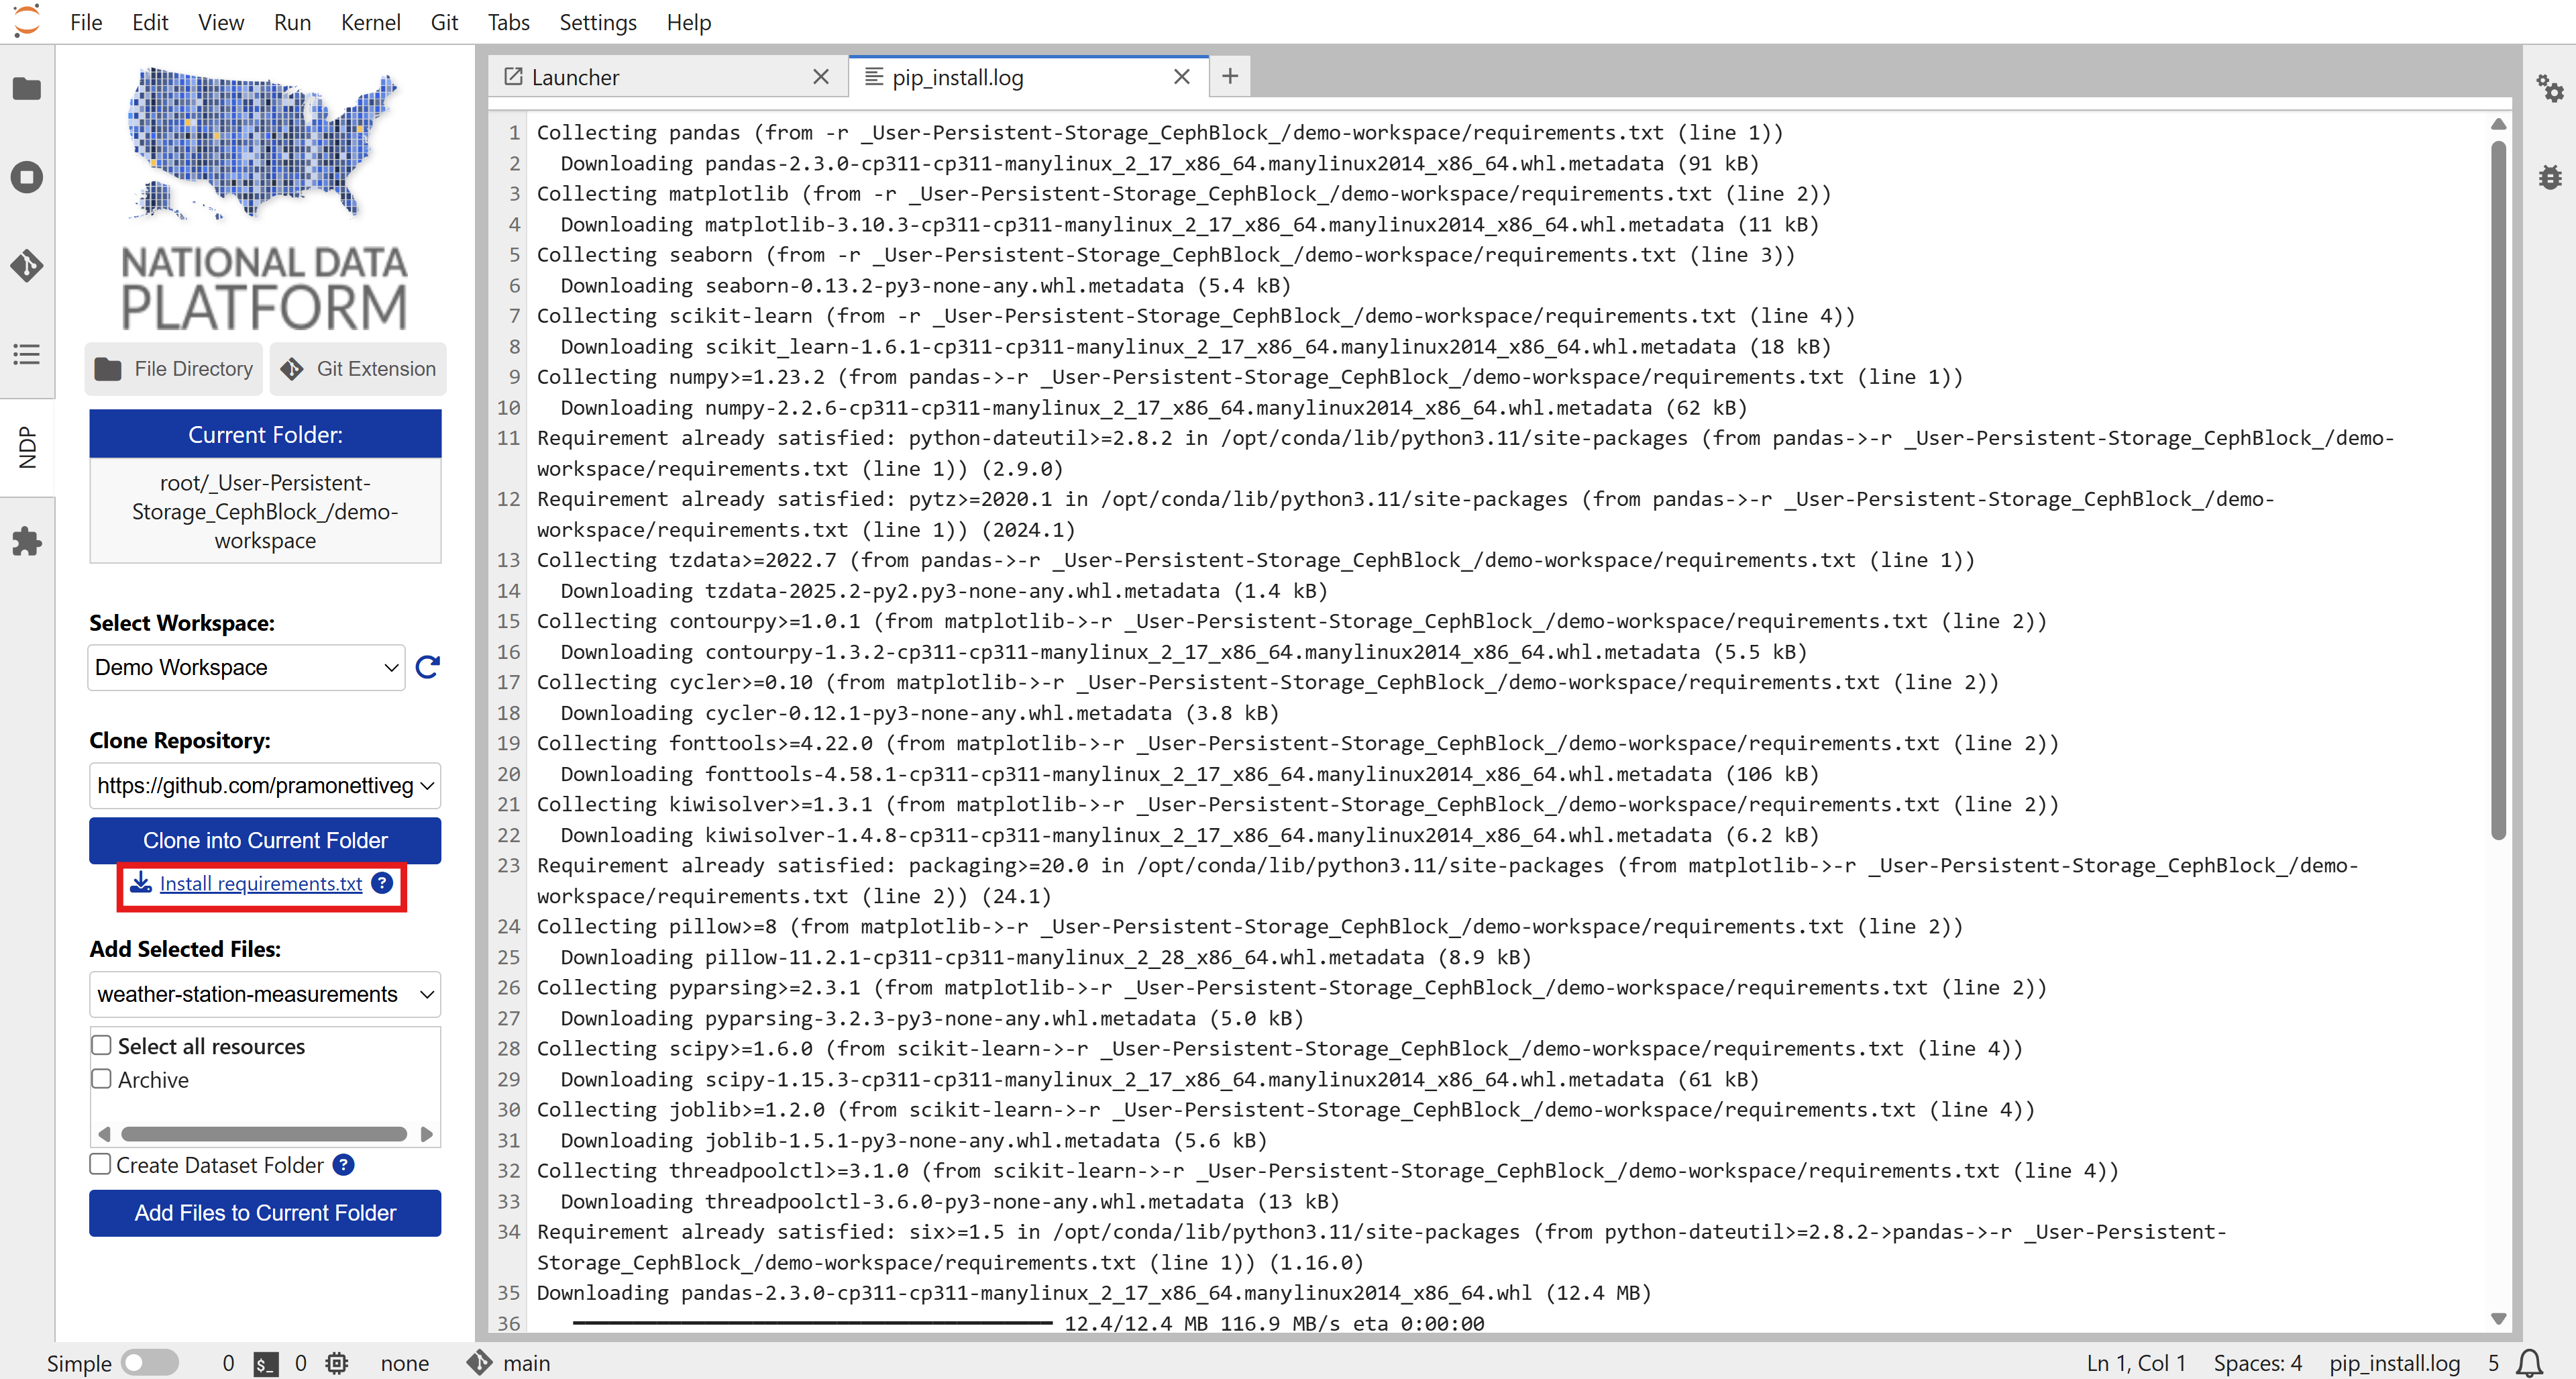 File Edit View Run Kernel Git Tabs Settings Help
NATIONAL DATA
PLATFORM
File Directory Git Extension
NDP
Current Folder:
root/_User-Persistent-
Storage_CephBlock_/demo-
workspace
Select Workspace:
Demo Workspace
Clone Repository:
https://github.com/pramonettiveg
Clone into Current Folder
Install requirements.txt ?
Add Selected Files:
weather-station-measurements
Select all resources
Archive
Create Dataset Folder ?
Add Files to Current Folder
Launcher
pip_install.log
1 Collecting pandas (from -r _User-Persistent-Storage_CephBlock_/demo-workspace/requirements.txt (line 1))
2 Downloading pandas-2.3.0-cp311-cp311-manylinux_2_17_x86_64.manylinux2014_x86_64.whl.metadata (91 kB)
3 Collecting matplotlib (from -r _User-Persistent-Storage_CephBlock_/demo-workspace/requirements.txt (line 2))
4 Downloading matplotlib-3.10.3-cp311-cp311-manylinux_2_17_x86_64.manylinux2014_x86_64.whl.metadata (11 kB)
5 Collecting seaborn (from -r _User-Persistent-Storage_CephBlock_/demo-workspace/requirements.txt (line 3))
6 Downloading seaborn-0.13.2-py3-none-any.whl.metadata (5.4 kB)
7 Collecting scikit-learn (from -r _User-Persistent-Storage_CephBlock_/demo-workspace/requirements.txt (line 4))
8 Downloading scikit_learn-1.6.1-cp311-cp311-manylinux_2_17_x86_64.manylinux2014_x86_64.whl.metadata (18 kB)
9 Collecting numpy>=1.23.2 (from pandas->-r _User-Persistent-Storage_CephBlock_/demo-workspace/requirements.txt (line 1))
10 Downloading numpy-2.2.6-cp311-cp311-manylinux_2_17_x86_64.manylinux2014_x86_64.whl.metadata (62 kB)
11 Requirement already satisfied: python-dateutil>=2.8.2 in /opt/conda/lib/python3.11/site-packages (from pandas->-r _User-Persistent-Storage_CephBlock_/demo-
workspace/requirements.txt (line 1)) (2.9.0)
12 Requirement already satisfied: pytz>=2020.1 in /opt/conda/lib/python3.11/site-packages (from pandas->-r _User-Persistent-Storage_CephBlock_/demo-
workspace/requirements.txt (line 1)) (2024.1)
13 Collecting tzdata>=2022.7 (from pandas->-r _User-Persistent-Storage_CephBlock_/demo-workspace/requirements.txt (line 1))
14 Downloading tzdata-2025.2-py2.py3-none-any.whl.metadata (1.4 kB)
15 Collecting contourpy>=1.0.1 (from matplotlib->-r _User-Persistent-Storage_CephBlock_/demo-workspace/requirements.txt (line 2))
16 Downloading contourpy-1.3.2-cp311-cp311-manylinux_2_17_x86_64.manylinux2014_x86_64.whl.metadata (5.5 kB)
17 Collecting cycler>=0.10 (from matplotlib->-r _User-Persistent-Storage_CephBlock_/demo-workspace/requirements.txt (line 2))
18 Downloading cycler-0.12.1-py3-none-any.whl.metadata (3.8 kB)
19 Collecting fonttools>=4.22.0 (from matplotlib->-r _User-Persistent-Storage_CephBlock_/demo-workspace/requirements.txt (line 2))
20 Downloading fonttools-4.58.1-cp311-cp311-manylinux_2_17_x86_64.manylinux2014_x86_64.whl.metadata (106 kB)
21 Collecting kiwisolver>=1.3.1 (from matplotlib->-r _User-Persistent-Storage_CephBlock_/demo-workspace/requirements.txt (line 2))
22 Downloading kiwisolver-1.4.8-cp311-cp311-manylinux_2_17_x86_64.manylinux2014_x86_64.whl.metadata (6.2 kB)
23 Requirement already satisfied: packaging>=20.0 in /opt/conda/lib/python3.11/site-packages (from matplotlib->-r _User-Persistent-Storage_CephBlock_/demo-
workspace/requirements.txt (line 2)) (24.1)
24 Collecting pillow>=8 (from matplotlib->-r _User-Persistent-Storage_CephBlock_/demo-workspace/requirements.txt (line 2))
25 Downloading pillow-11.2.1-cp311-cp311-manylinux_2_28_x86_64.whl.metadata (8.9 kB)
26 Collecting pyparsing>=2.3.1 (from matplotlib->-r _User-Persistent-Storage_CephBlock_/demo-workspace/requirements.txt (line 2))
27 Downloading pyparsing-3.2.3-py3-none-any.whl.metadata (5.0 kB)
28 Collecting scipy>=1.6.0 (from scikit-learn->-r _User-Persistent-Storage_CephBlock_/demo-workspace/requirements.txt (line 4))
29 Downloading scipy-1.15.3-cp311-cp311-manylinux_2_17_x86_64.manylinux2014_x86_64.whl.metadata (61 kB)
30 Collecting joblib>=1.2.0 (from scikit-learn->-r _User-Persistent-Storage_CephBlock_/demo-workspace/requirements.txt (line 4))
31 Downloading joblib-1.5.1-py3-none-any.whl.metadata (5.6 kB)
32 Collecting threadpoolctl>=3.1.0 (from scikit-learn->-r _User-Persistent-Storage_CephBlock_/demo-workspace/requirements.txt (line 4))
33 Downloading threadpoolctl-3.6.0-py3-none-any.whl.metadata (13 kB)
34 Requirement already satisfied: six>=1.5 in /opt/conda/lib/python3.11/site-packages (from python-dateutil>=2.8.2->pandas->-r _User-Persistent-
Storage_CephBlock_/demo-workspace/requirements.txt (line 1)) (1.16.0)
35 Downloading pandas-2.3.0-cp311-cp311-manylinux_2_17_x86_64.manylinux2014_x86_64.whl (12.4 MB)
36 ━━━━━━━━━━━━━━━━━━━━━━━━━━━━━━━━━━━━━━━━ 12.4/12.4 MB 116.9 MB/s eta 0:00:00
Simple 0 $_ 0 none main Ln 1, Col 1 Spaces: 4 pip_install.log 5